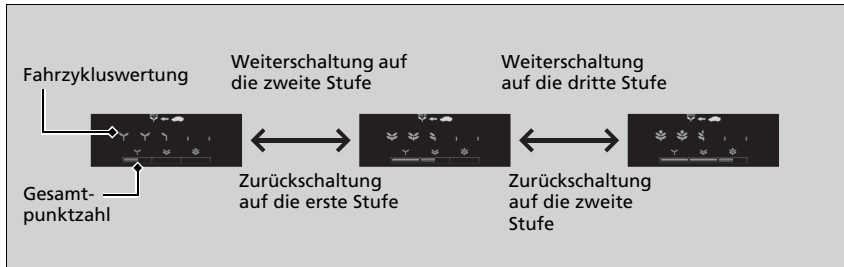 Fahrzykluswertung
Weiterschaltung auf
die zweite Stufe
Weiterschaltung
auf die dritte Stufe
Gesamt-
punktzahl
Zurückschaltung
auf die erste Stufe
Zurückschaltung
auf die zweite
Stufe